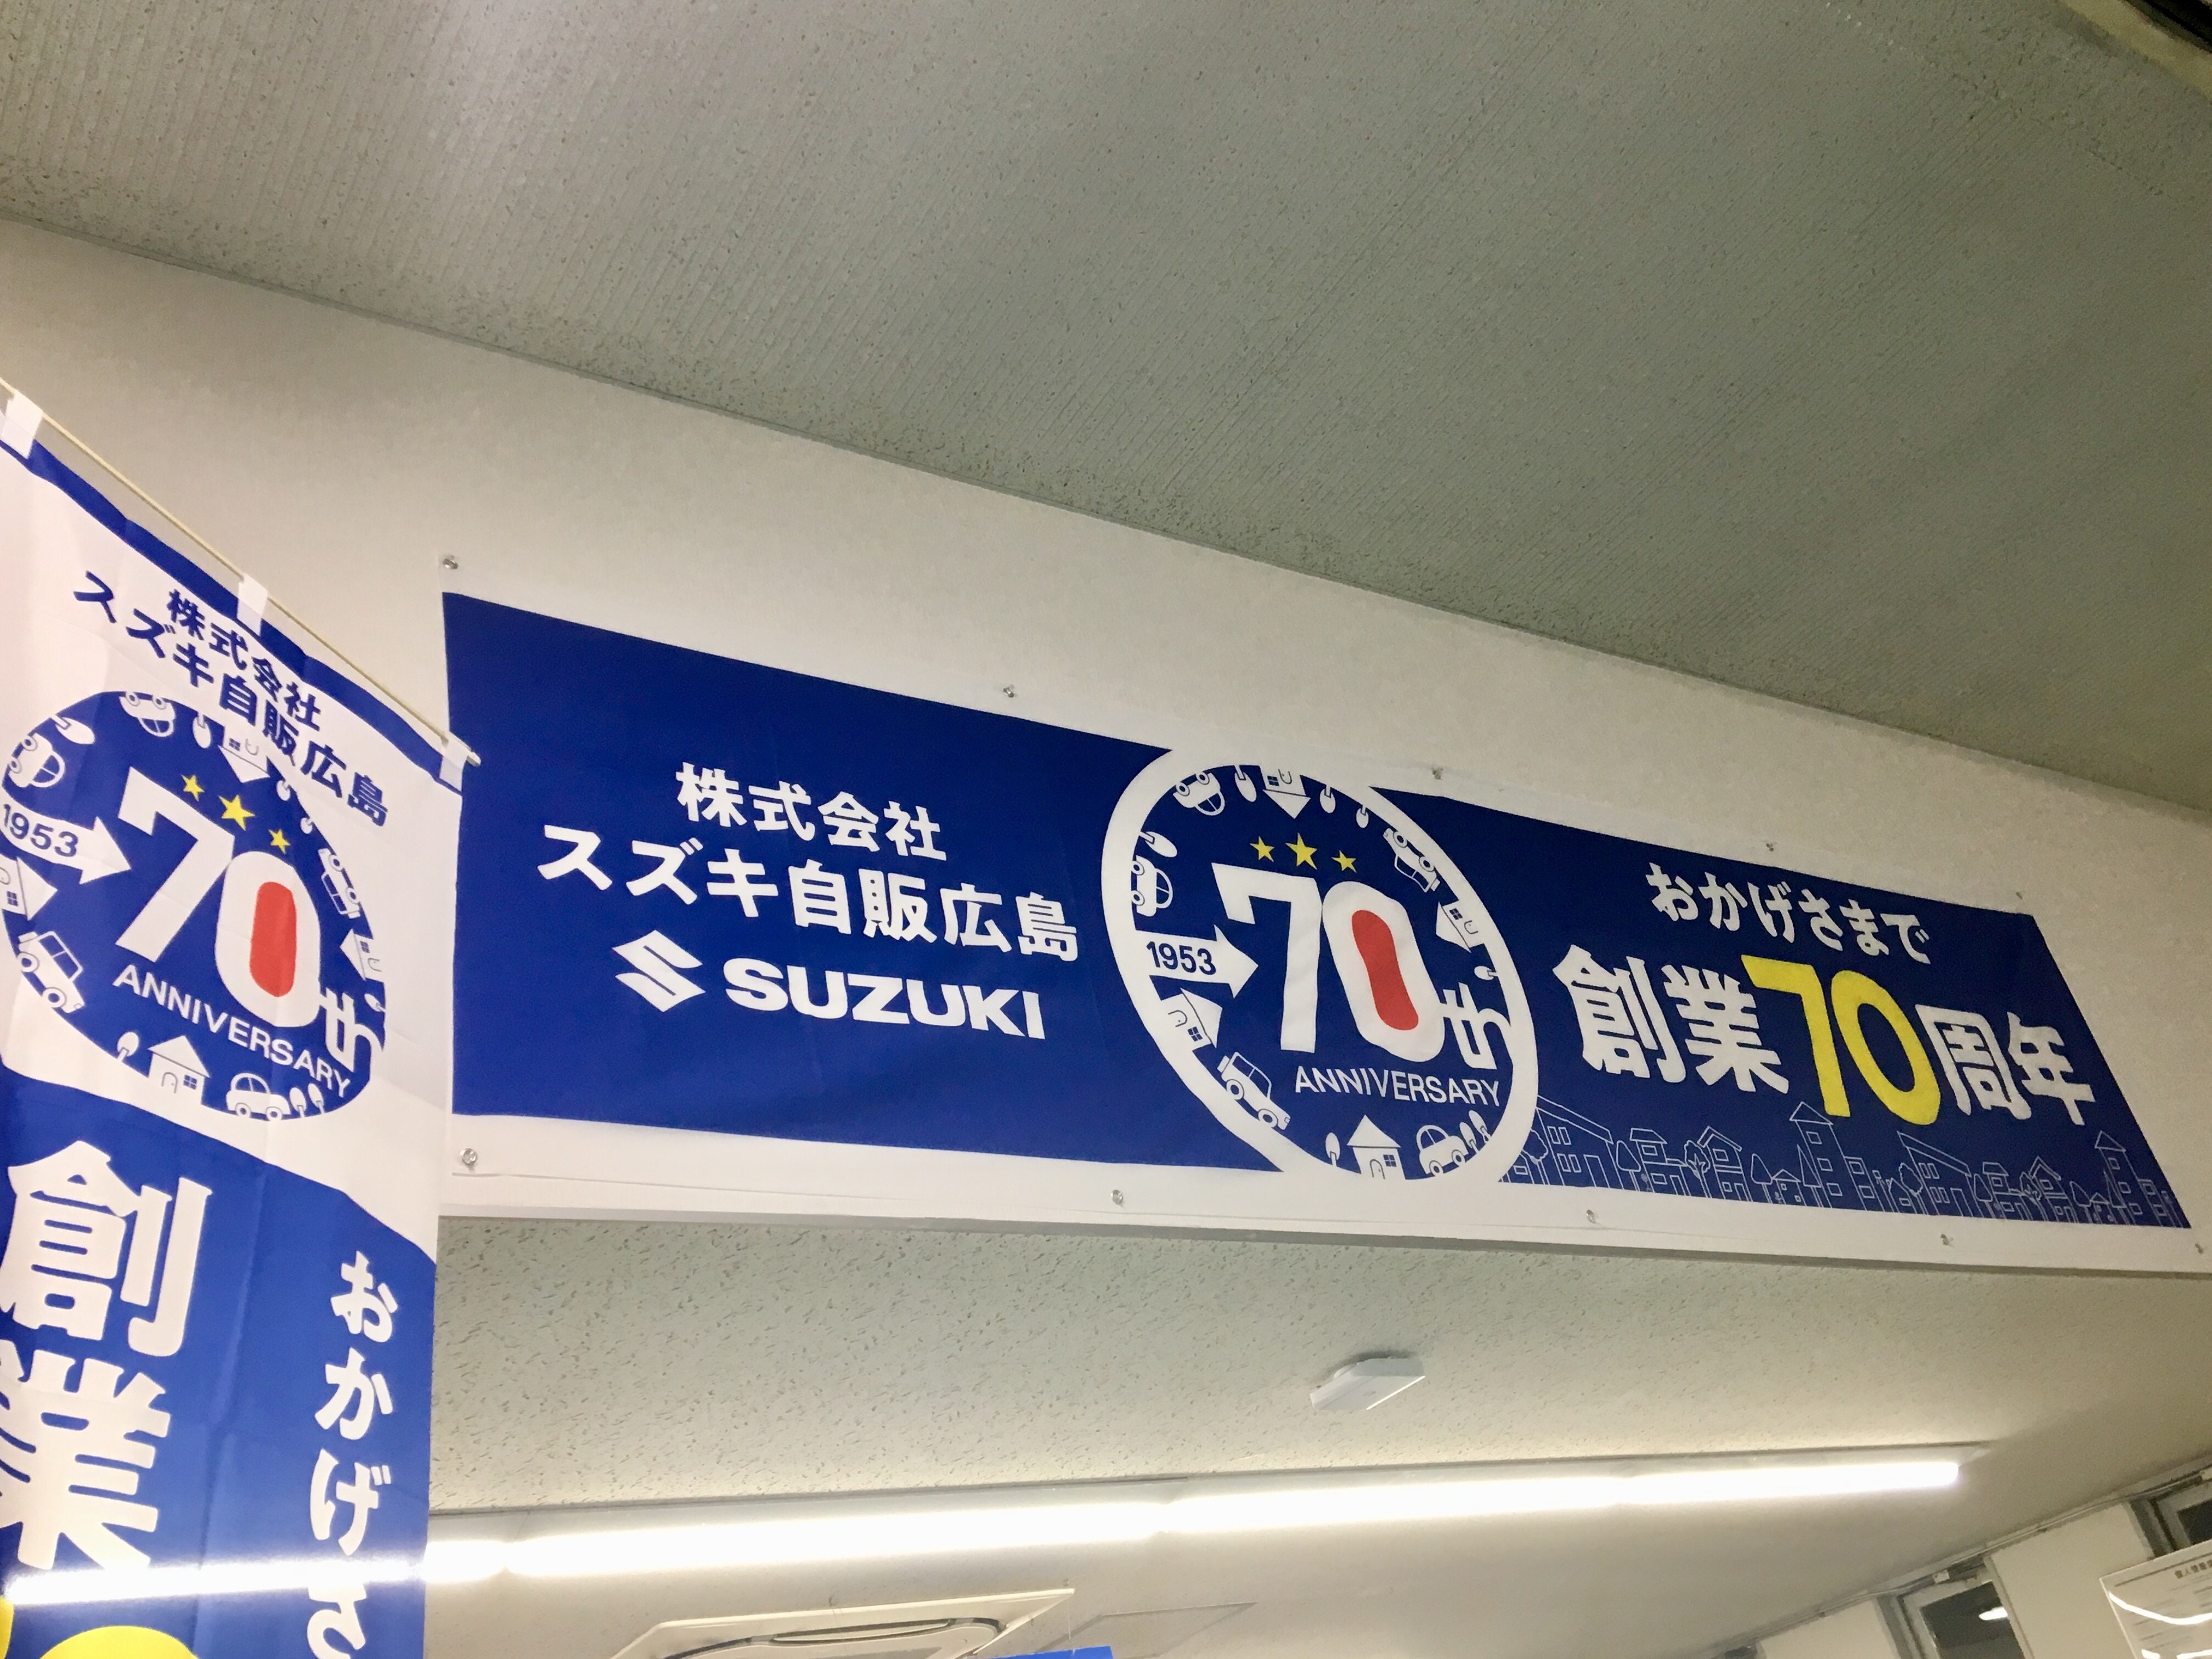 株式会社
スズキ自販広島
1953
70th
ANNIVERSARY
おかげさ
創業
株式会社
スズキ自販広島
SUZUKI
1953
70th
ANNIVERSARY
おかげさまで
創業70周年